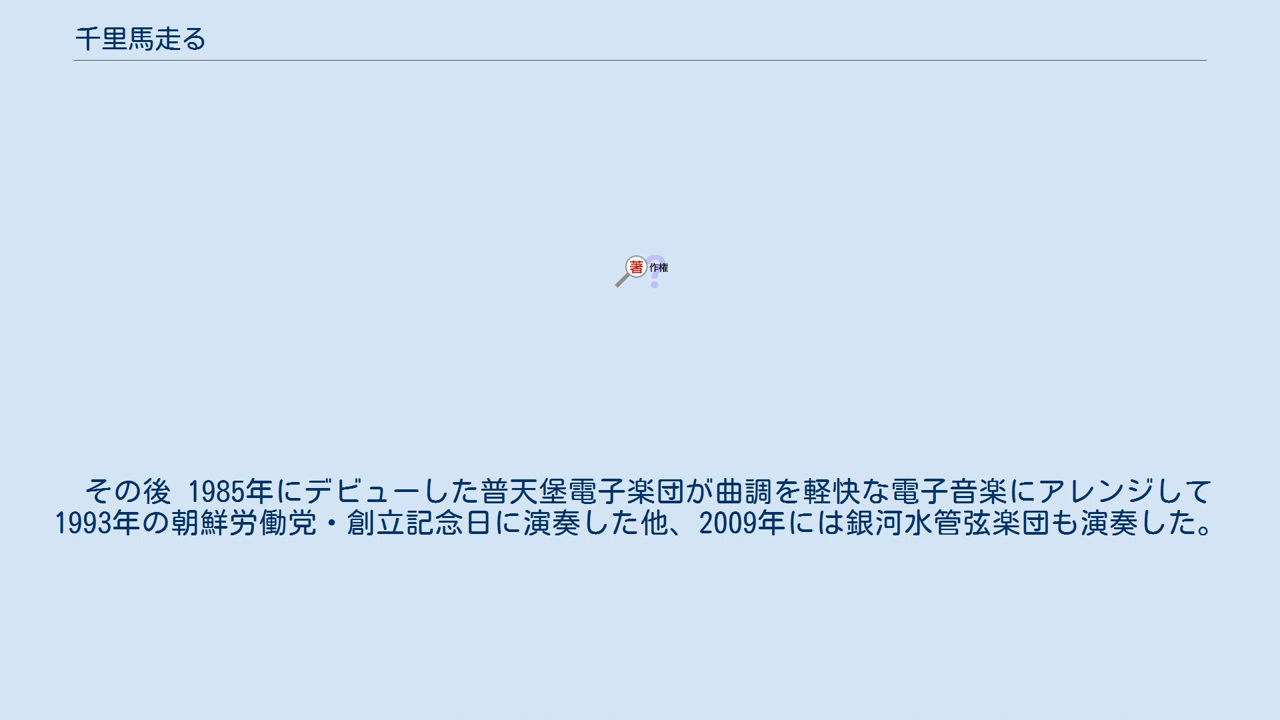 千里馬走る
著作権
?
その後 1985年にデビューした普天堡電子楽団が曲調を軽快な電子音楽にアレンジして
1993年の朝鮮労働党・創立記念日に演奏した他、2009年には銀河水管弦楽団も演奏した。